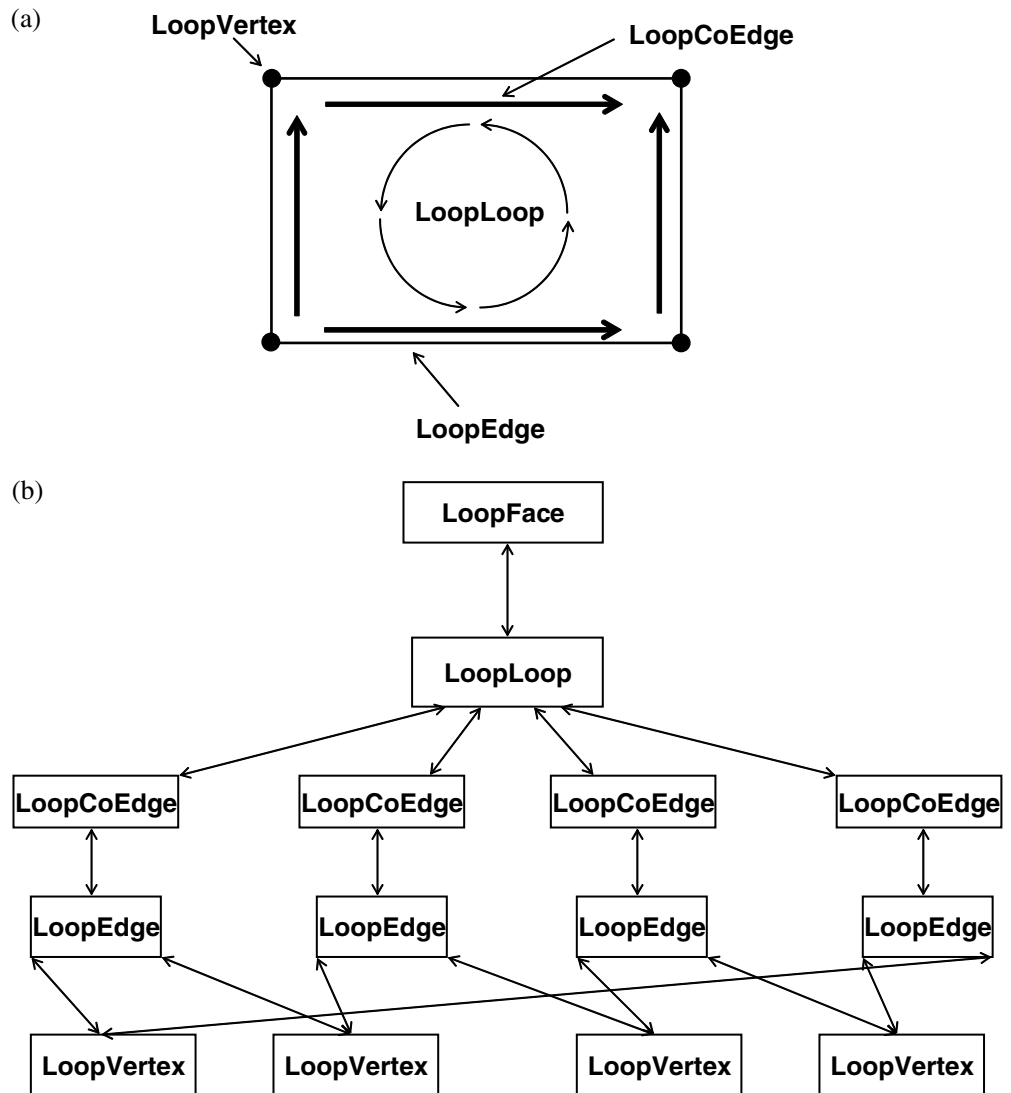 (a)
LoopVertex
LoopCoEdge
LoopLoop
LoopEdge
(b)
LoopFace
LoopLoop
LoopCoEdge LoopCoEdge LoopCoEdge LoopCoEdge
LoopEdge LoopEdge LoopEdge LoopEdge
LoopVertex LoopVertex LoopVertex LoopVertex